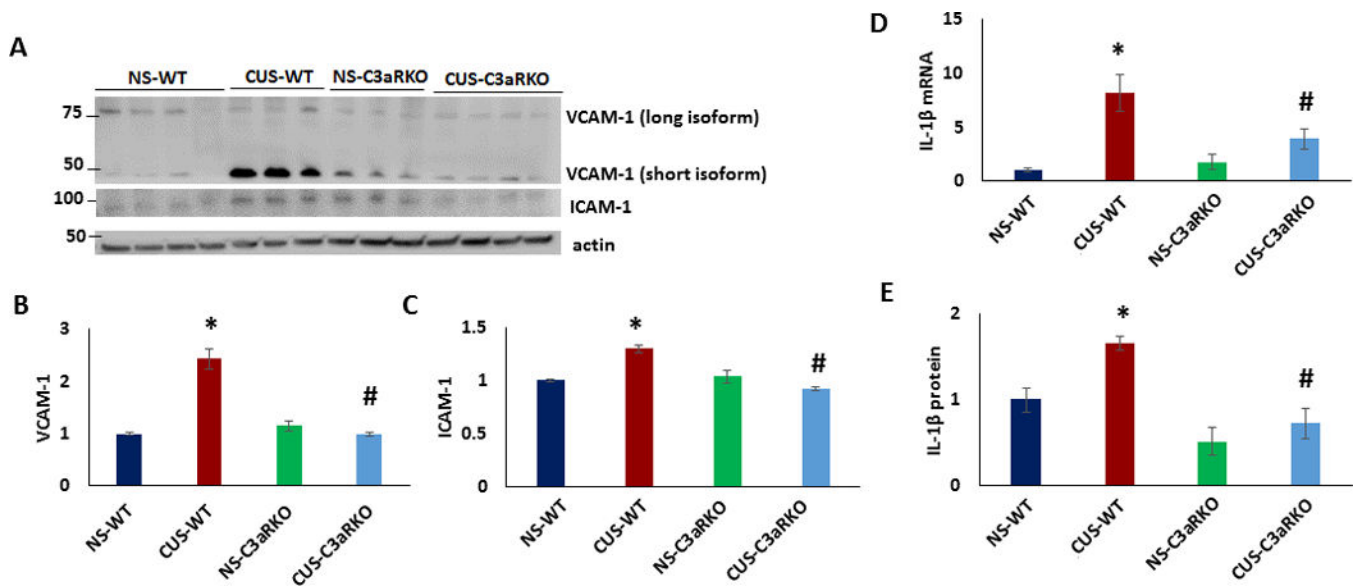 A
NS-WT CUS-WT NS-C3aRKO CUS-C3aRKO
75
VCAM-1 (long isoform)
50
VCAM-1 (short isoform)
100
ICAM-1
50
actin
B
VCAM-1
3
2
1
0
*
#
NS-WT
CUS-WT
NS-C3aRKO
CUS-C3aRKO
C
ICAM-1
1.5
1
0.5
0
*
#
NS-WT
CUS-WT
NS-C3aRKO
CUS-C3aRKO
D
IL-1β mRNA
15
10
5
0
*
#
NS-WT
CUS-WT
NS-C3aRKO
CUS-C3aRKO
E
IL-1β protein
2
1
0
*
#
NS-WT
CUS-WT
NS-C3aRKO
CUS-C3aRKO